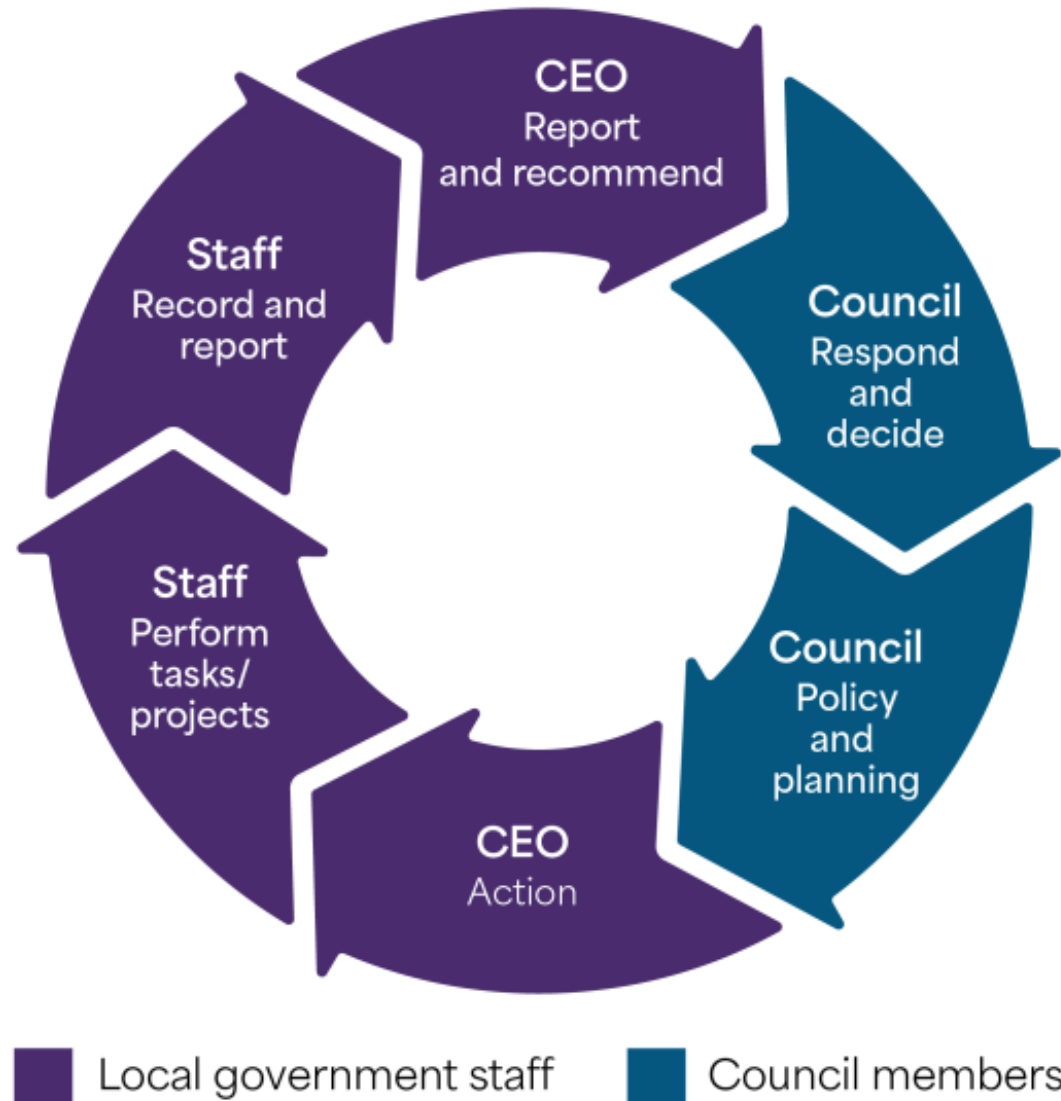 CEO
Report
and recommend
Council
Respond
and
decide
Council
Policy
and
planning
CEO
Action
Staff
Perform
tasks/
projects
Staff
Record and
report
Local government staff
Council members